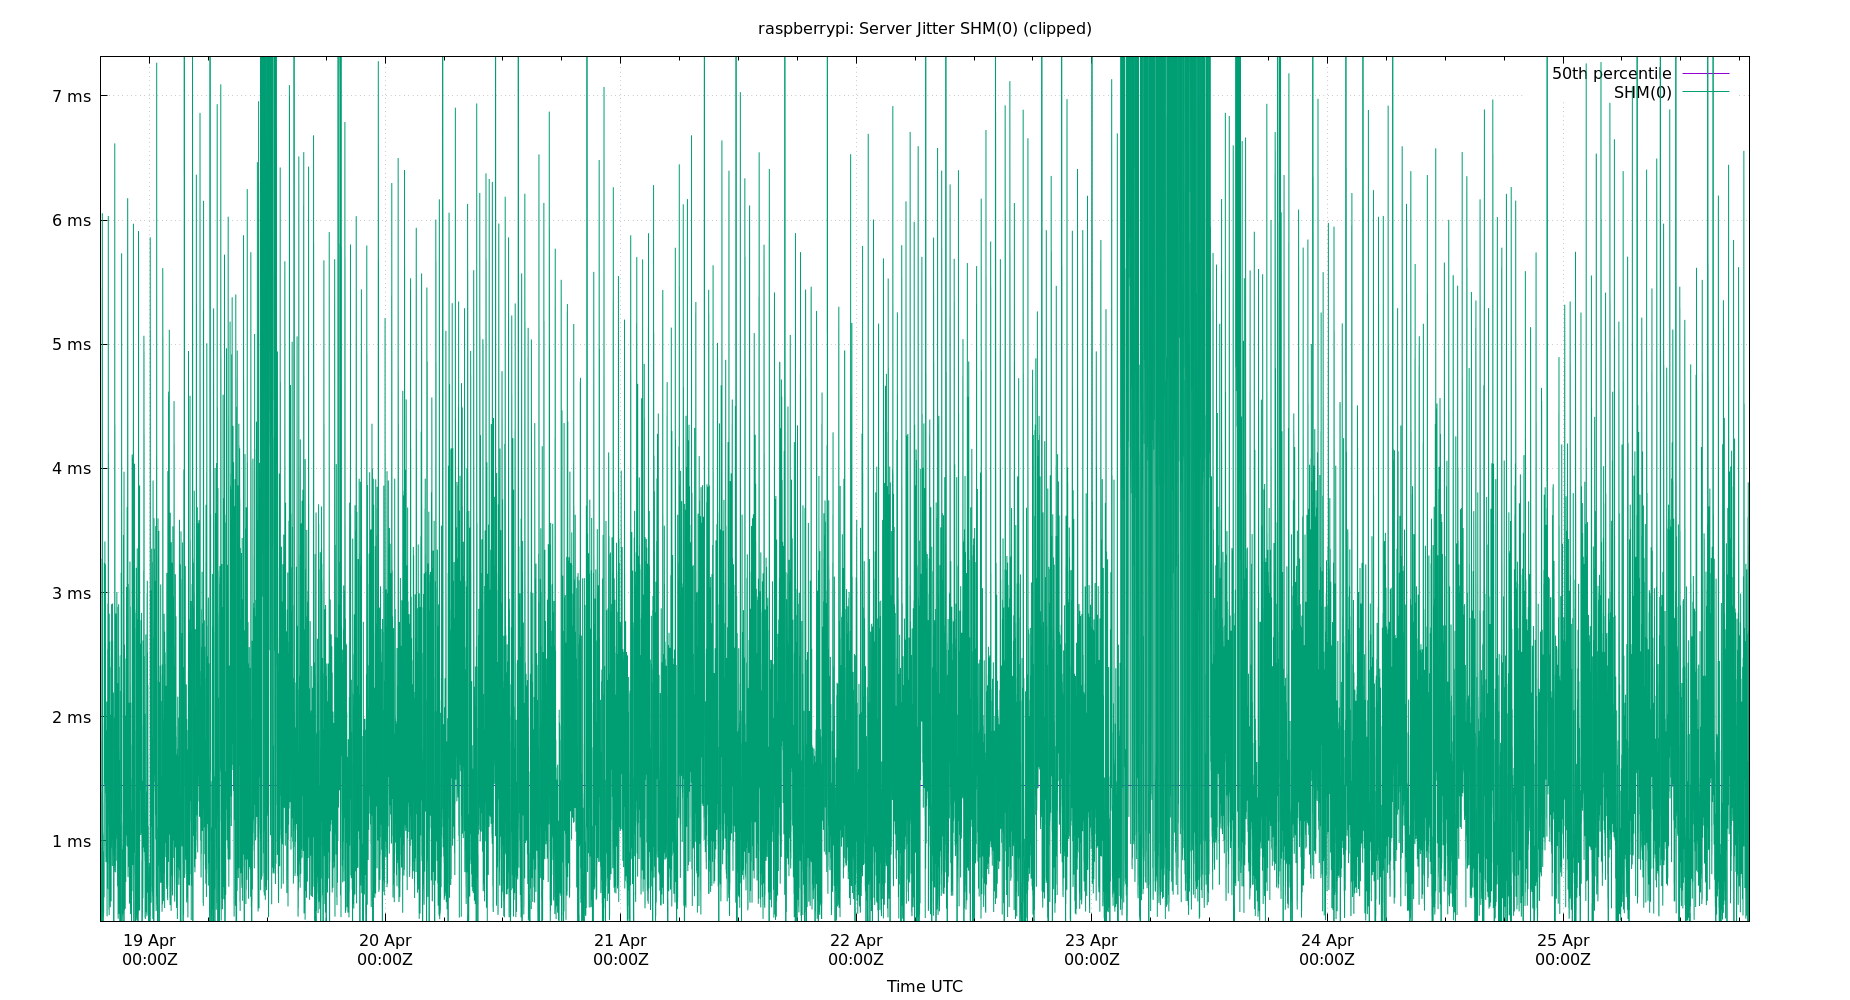 raspberrypi: Server Jitter SHM(0) (clipped)
50th percentile
SHM(0)
7 ms
6 ms
5 ms
4 ms
3 ms
2 ms
1 ms
19 Apr 20 Apr 21 Apr 22 Apr 23 Apr 24 Apr 25 Apr
00:00Z 00:00Z 00:00Z 00:00Z 00:00Z 00:00Z 00:00Z
Time UTC